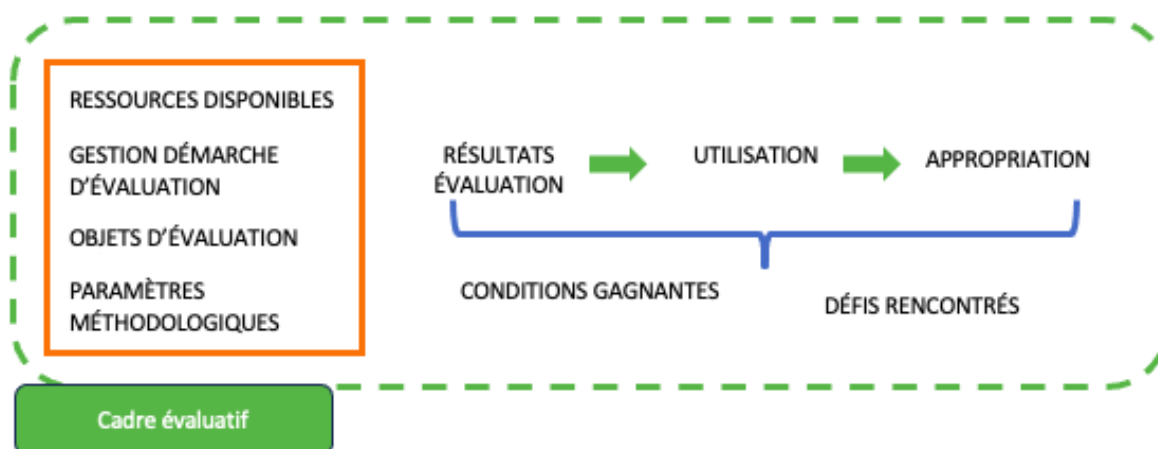 RESSOURCES DISPONIBLES
GESTION DÉMARCHE
D'ÉVALUATION
OBJETS D'ÉVALUATION
PARAMÈTRES
MÉTHODOLOGIQUES
RÉSULTATS
ÉVALUATION
UTILISATION
APPROPRIATION
CONDITIONS GAGNANTES
DÉFIS RENCONTRÉS
Cadre évaluatif